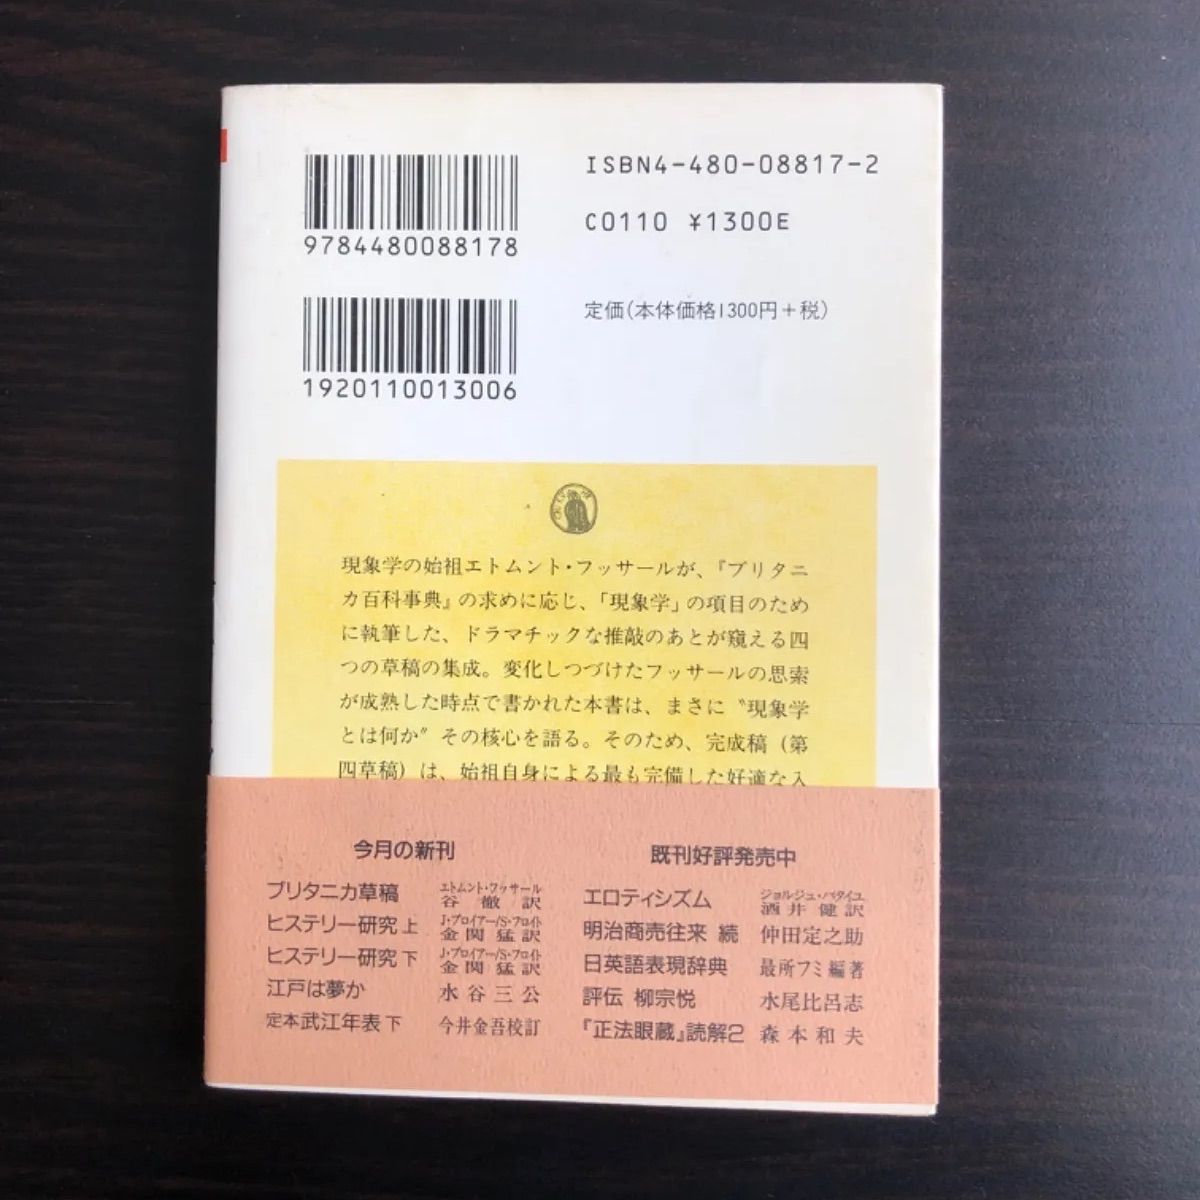 ISBN4-480-08817-2
9784480088178
C0110 ¥1300E
1920110013006
定価(本体価格1300円+税)
現象学の始祖エトムント・フッサールが、『ブリタニ
カ百科事典』の求めに応じ、「現象学」の項目のため
に執筆した、ドラマチックな推敲のあとが窺える四
つの草稿の集成。変化しつづけたフッサールの思索
が成熟した時点で書かれた本書は、まさに〝現象学
とは何か〟その核心を語る。そのため、完成稿（第
四草稿）は、始祖自身による最も完備した好適な入
今月の新刊
ブリタニカ草稿 エトムント・フッサール 谷徹訳
ヒステリー研究 上 J・ブロイアー/S・フロイト 金関猛訳
ヒステリー研究 下 J・ブロイアー/S・フロイト 金関猛訳
江戸は夢か 水谷三公
定本 武江年表 下 今井金吾校訂
既刊好評発売中
エロティシズム ジョルジュ・バタイユ 酒井健訳
明治商売往来 続 仲田定之助
日英語表現辞典 最所フミ編著
評伝 柳宗悦 水尾比呂志
『正法眼蔵』読解2 森本和夫